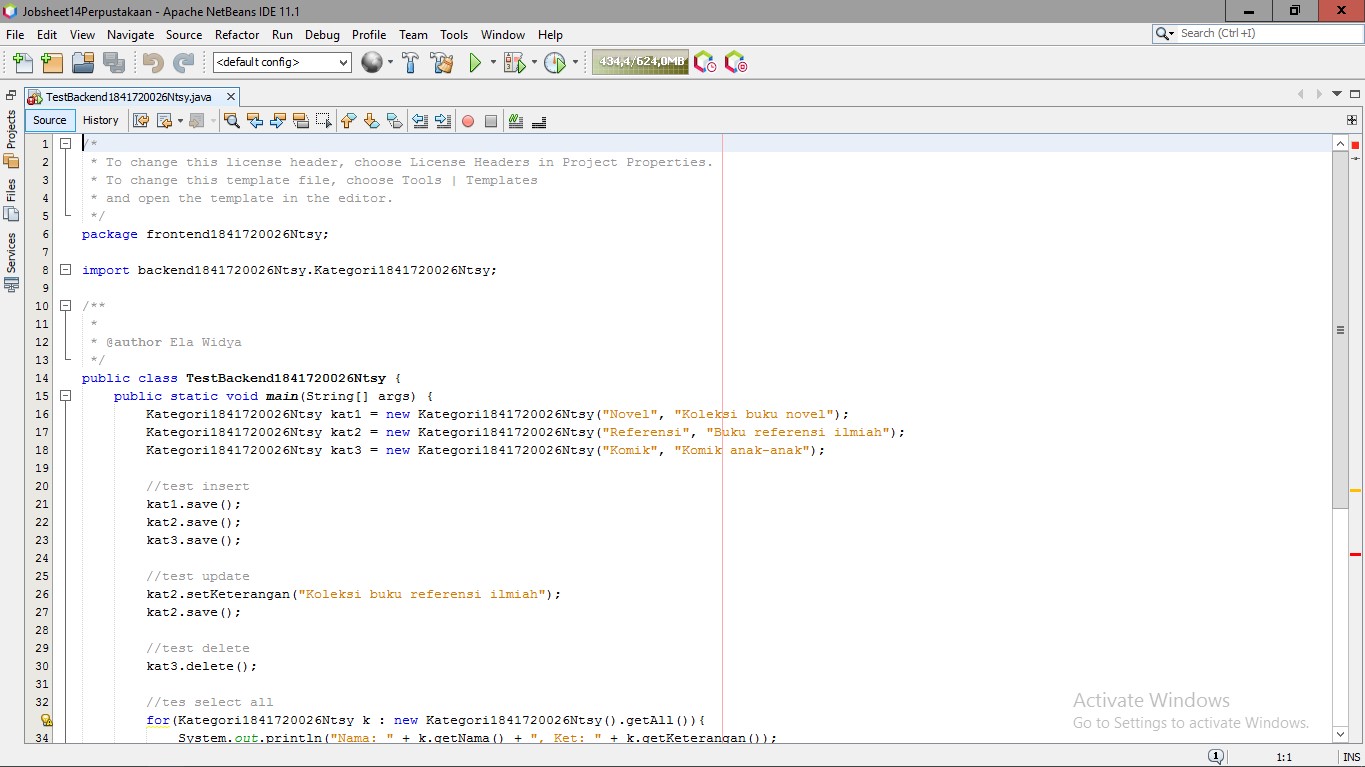 Jobsheet14Perpustakaan - Apache NetBeans IDE 11.1
File Edit View Navigate Source Refactor Run Debug Profile Team Tools Window Help
Search (Ctrl+I)
<default config>
434,4/624,0MB
TestBackend1841720026Ntsy.java
Source History
Projects
Files
Services
1 /*
2 * To change this license header, choose License Headers in Project Properties.
3 * To change this template file, choose Tools | Templates
4 * and open the template in the editor.
5 */
6 package frontend1841720026Ntsy;
7
8 import backend1841720026Ntsy.Kategori1841720026Ntsy;
9
10 /**
11 *
12 * @author Ela Widya
13 */
14 public class TestBackend1841720026Ntsy {
15 public static void main(String[] args) {
16 Kategori1841720026Ntsy kat1 = new Kategori1841720026Ntsy("Novel", "Koleksi buku novel");
17 Kategori1841720026Ntsy kat2 = new Kategori1841720026Ntsy("Referensi", "Buku referensi ilmiah");
18 Kategori1841720026Ntsy kat3 = new Kategori1841720026Ntsy("Komik", "Komik anak-anak");
19
20 //test insert
21 kat1.save();
22 kat2.save();
23 kat3.save();
24
25 //test update
26 kat2.setKeterangan("Koleksi buku referensi ilmiah");
27 kat2.save();
28
29 //test delete
30 kat3.delete();
31
32 //tes select all
for(Kategori1841720026Ntsy k : new Kategori1841720026Ntsy().getAll()){
34 System.out.println("Nama: " + k.getNama() + ", Ket: " + k.getKeterangan());
Activate Windows
Go to Settings to activate Windows.
1 1:1 INS